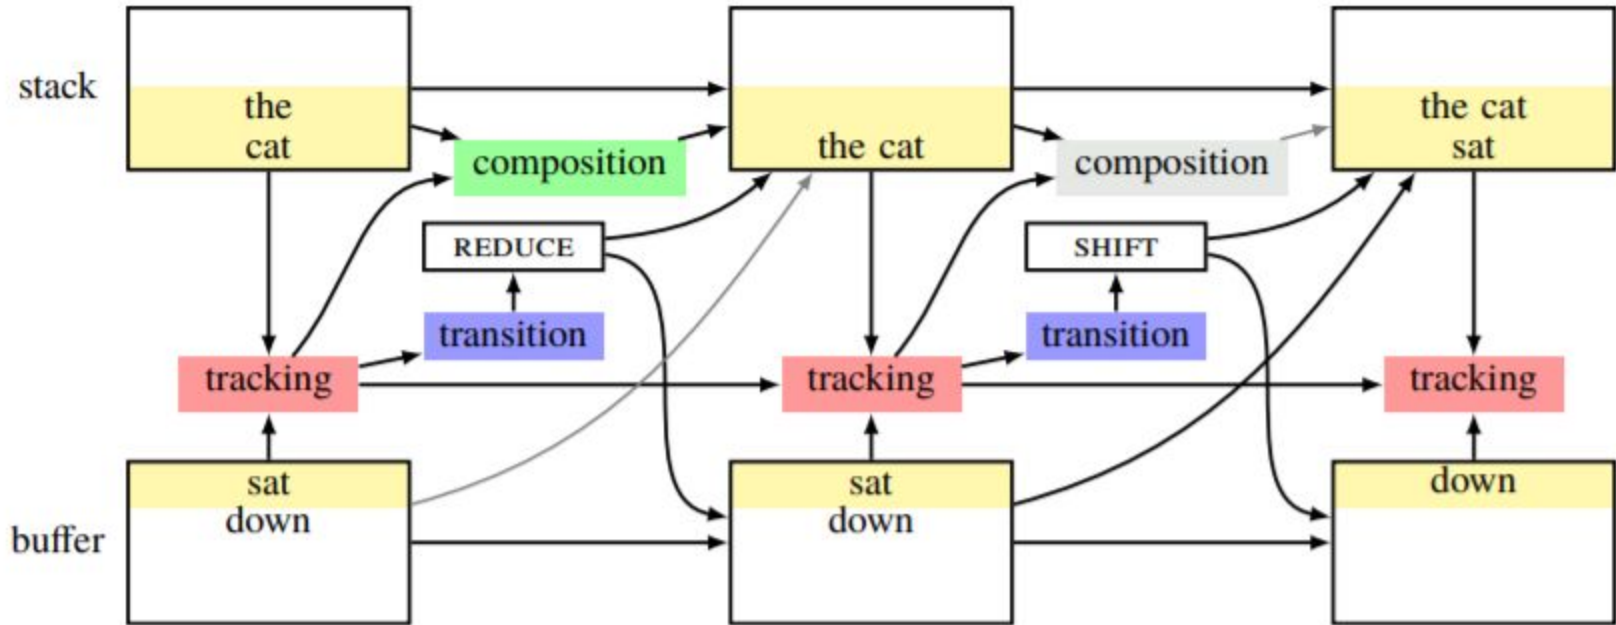 stack
the
cat
composition
the cat
composition
the cat
sat
REDUCE
SHIFT
transition
transition
tracking
tracking
tracking
buffer
sat
down
sat
down
down